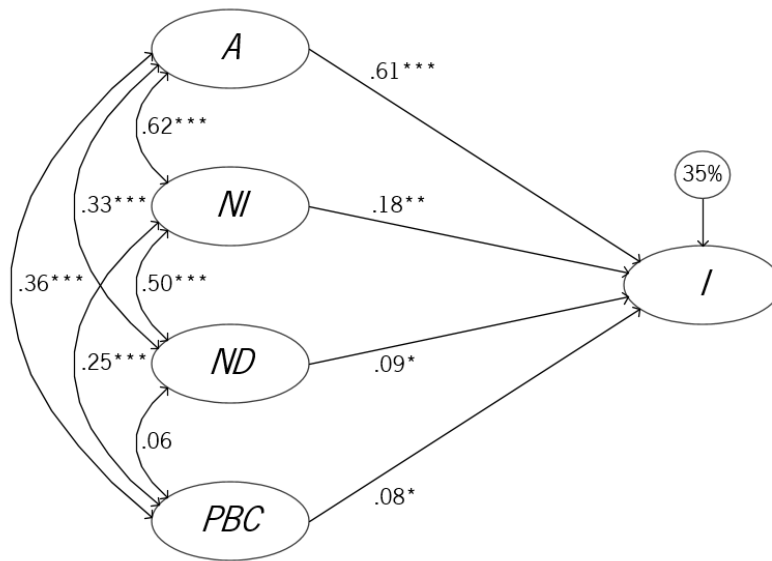 A
.61***
.62***
35%
NI
.33***
.18**
I
.36***
.50***
ND
.25***
.09*
.06
.08*
PBC